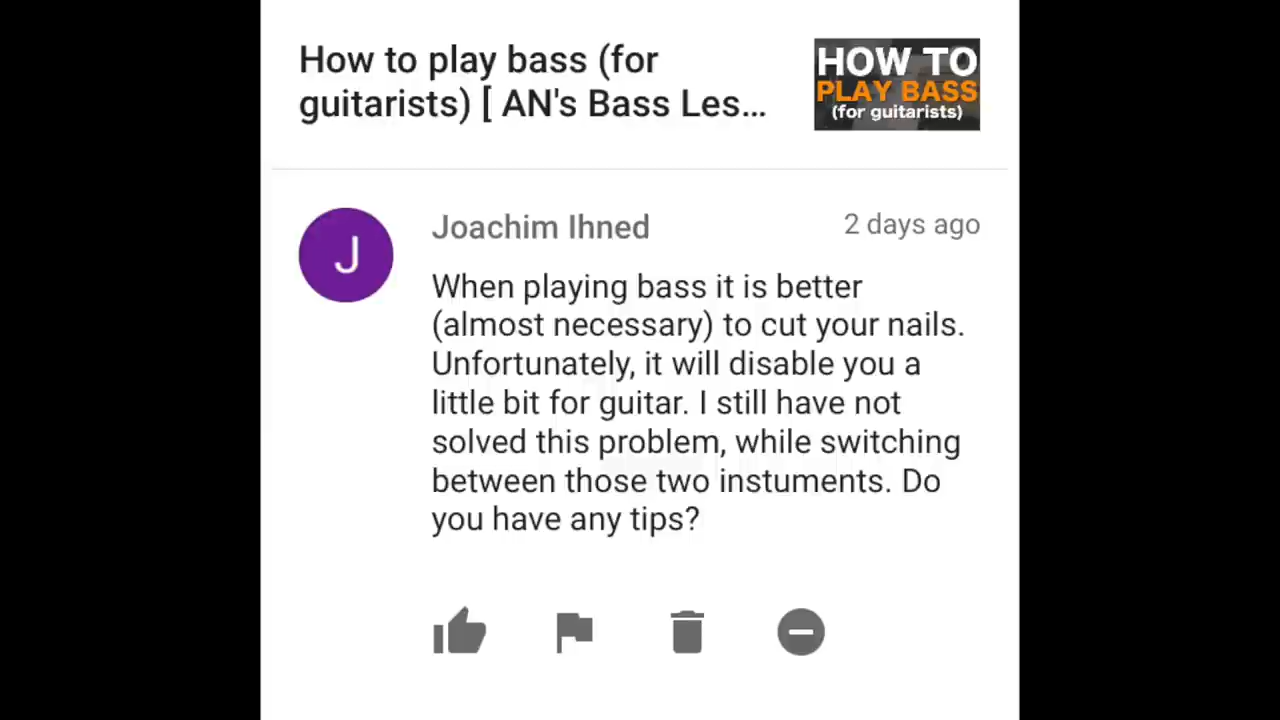 How to play bass (for
guitarists) [ AN's Bass Les...
HOW TO
PLAY BASS
(for guitarists)
J
Joachim Ihned
2 days ago
When playing bass it is better
(almost necessary) to cut your nails.
Unfortunately, it will disable you a
little bit for guitar. I still have not
solved this problem, while switching
between those two instuments. Do
you have any tips?